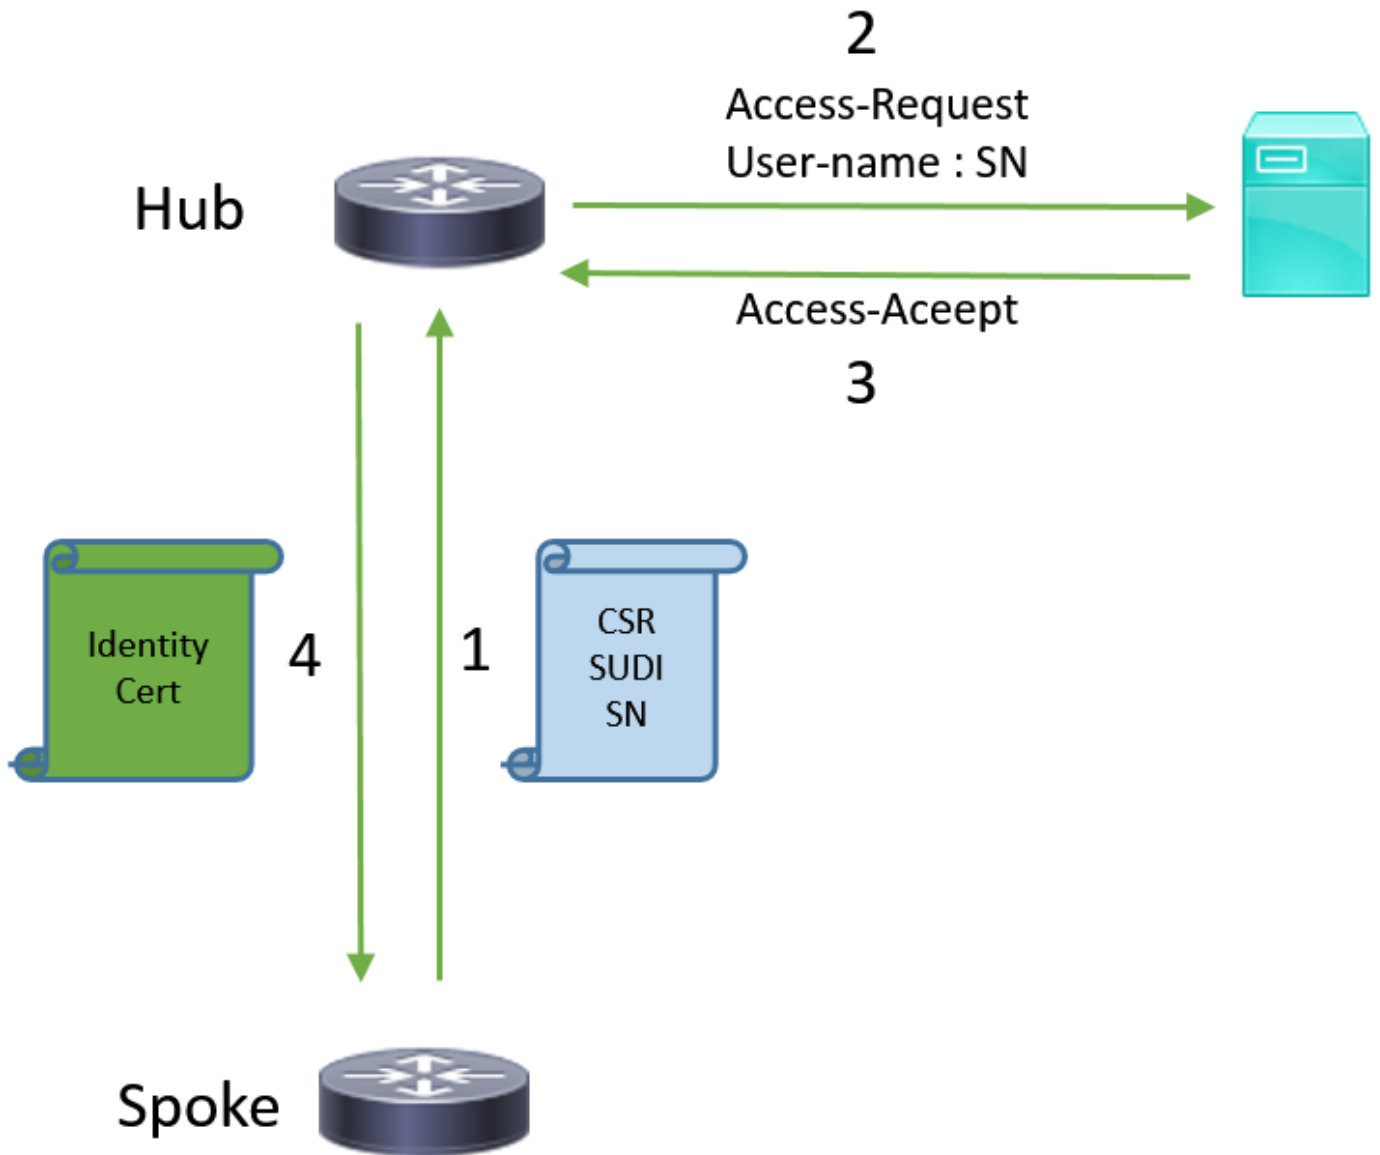 2
Access-Request
User-name : SN
Hub
Access-Aceept
3
Identity
Cert
4
1
CSR
SUDI
SN
Spoke